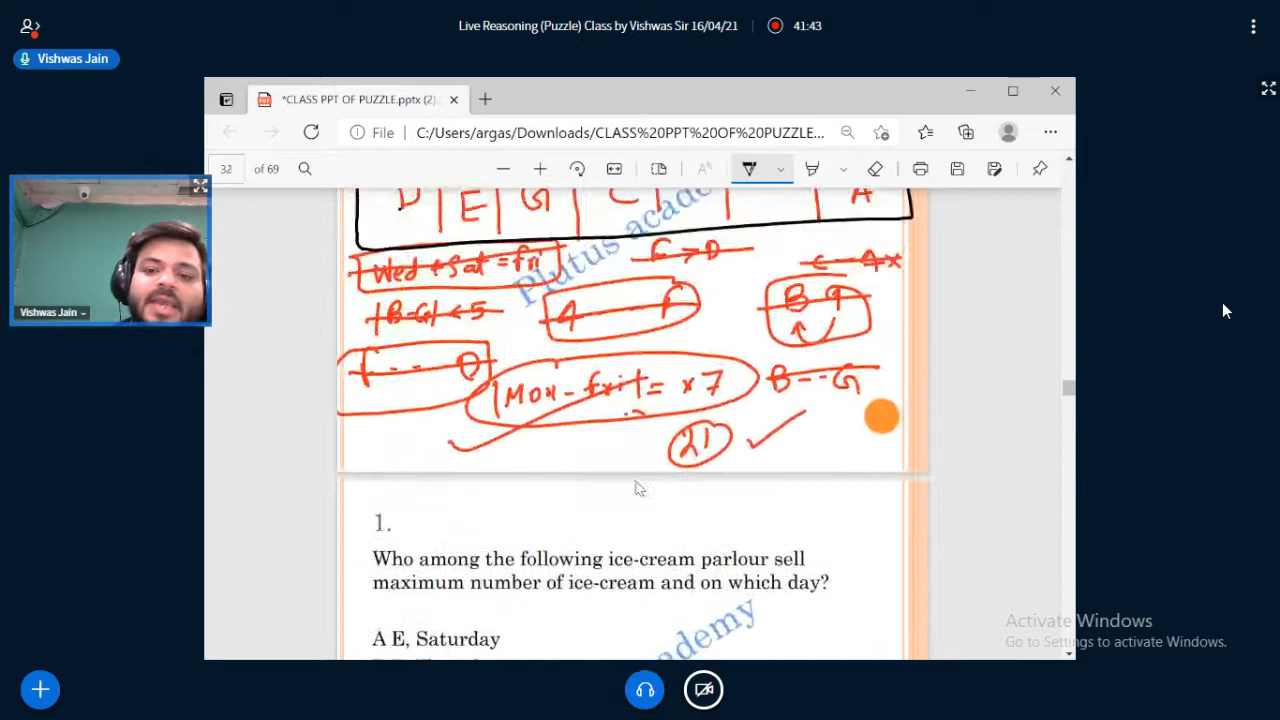 Live Reasoning (Puzzle) Class by Vishwas Sir 16/04/21
41:43
Vishwas Jain
*CLASS PPT OF PUZZLE.pptx (2)
File
C:/Users/argas/Downloads/CLASS%20PPT%20OF%20PUZZLE...
32 of 69
D E G C A
Plutus academy
Wed + Sat = fri
F > D
C - A x
|B-G| < 5
A F
B
F - - D
|Mon - fri| = x 7
B - - G
21
Vishwas Jain
1.
Who among the following ice-cream parlour sell
maximum number of ice-cream and on which day?
ademy
A E, Saturday
Activate Windows
Go to Settings to activate Windows.